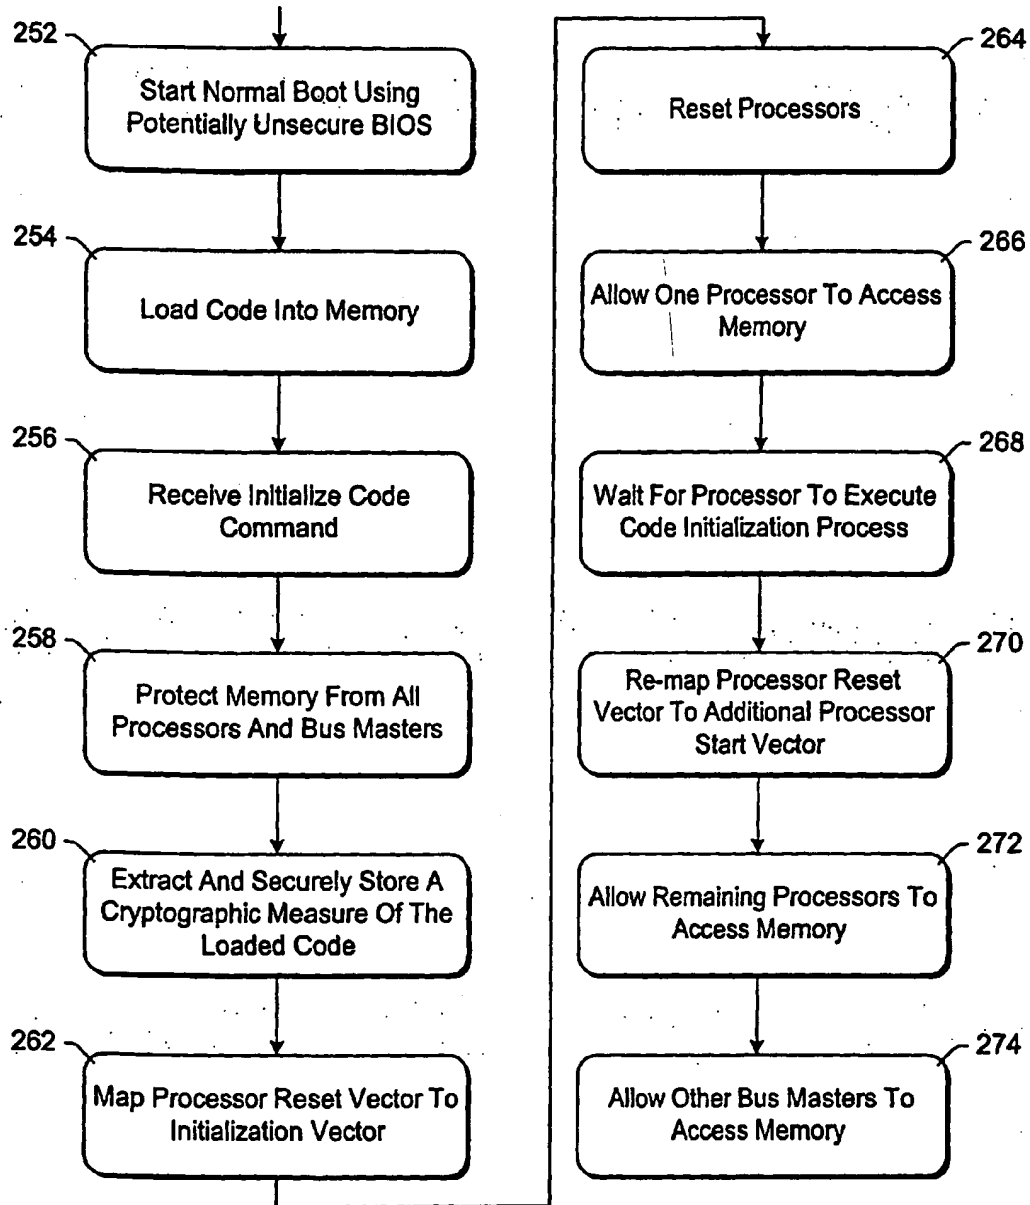 252
Start Normal Boot Using
Potentially Unsecure BIOS
254
Load Code Into Memory
256
Receive Initialize Code
Command
258
Protect Memory From All
Processors And Bus Masters
260
Extract And Securely Store A
Cryptographic Measure Of The
Loaded Code
262
Map Processor Reset Vector To
Initialization Vector
264
Reset Processors
266
Allow One Processor To Access
Memory
268
Wait For Processor To Execute
Code Initialization Process
270
Re-map Processor Reset
Vector To Additional Processor
Start Vector
272
Allow Remaining Processors To
Access Memory
274
Allow Other Bus Masters To
Access Memory